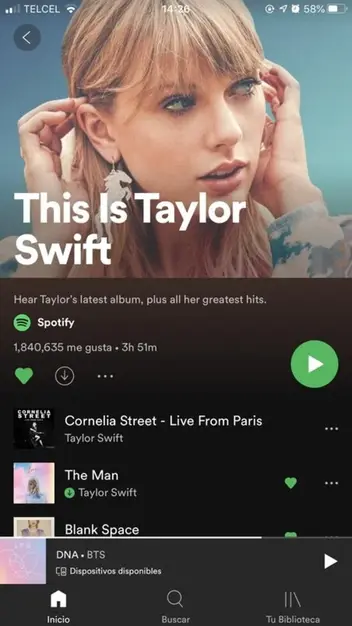 TELCEL
14:36
58%
This Is Taylor
Swift
Hear Taylor's latest album, plus all her greatest hits.
Spotify
1,840,635 me gusta • 3h 51m
CORNELIA
STREET
Cornelia Street - Live From Paris
Taylor Swift
The Man
Taylor Swift
Blank Space
DNA • BTS
Dispositivos disponibles
Inicio
Buscar
Tu Biblioteca